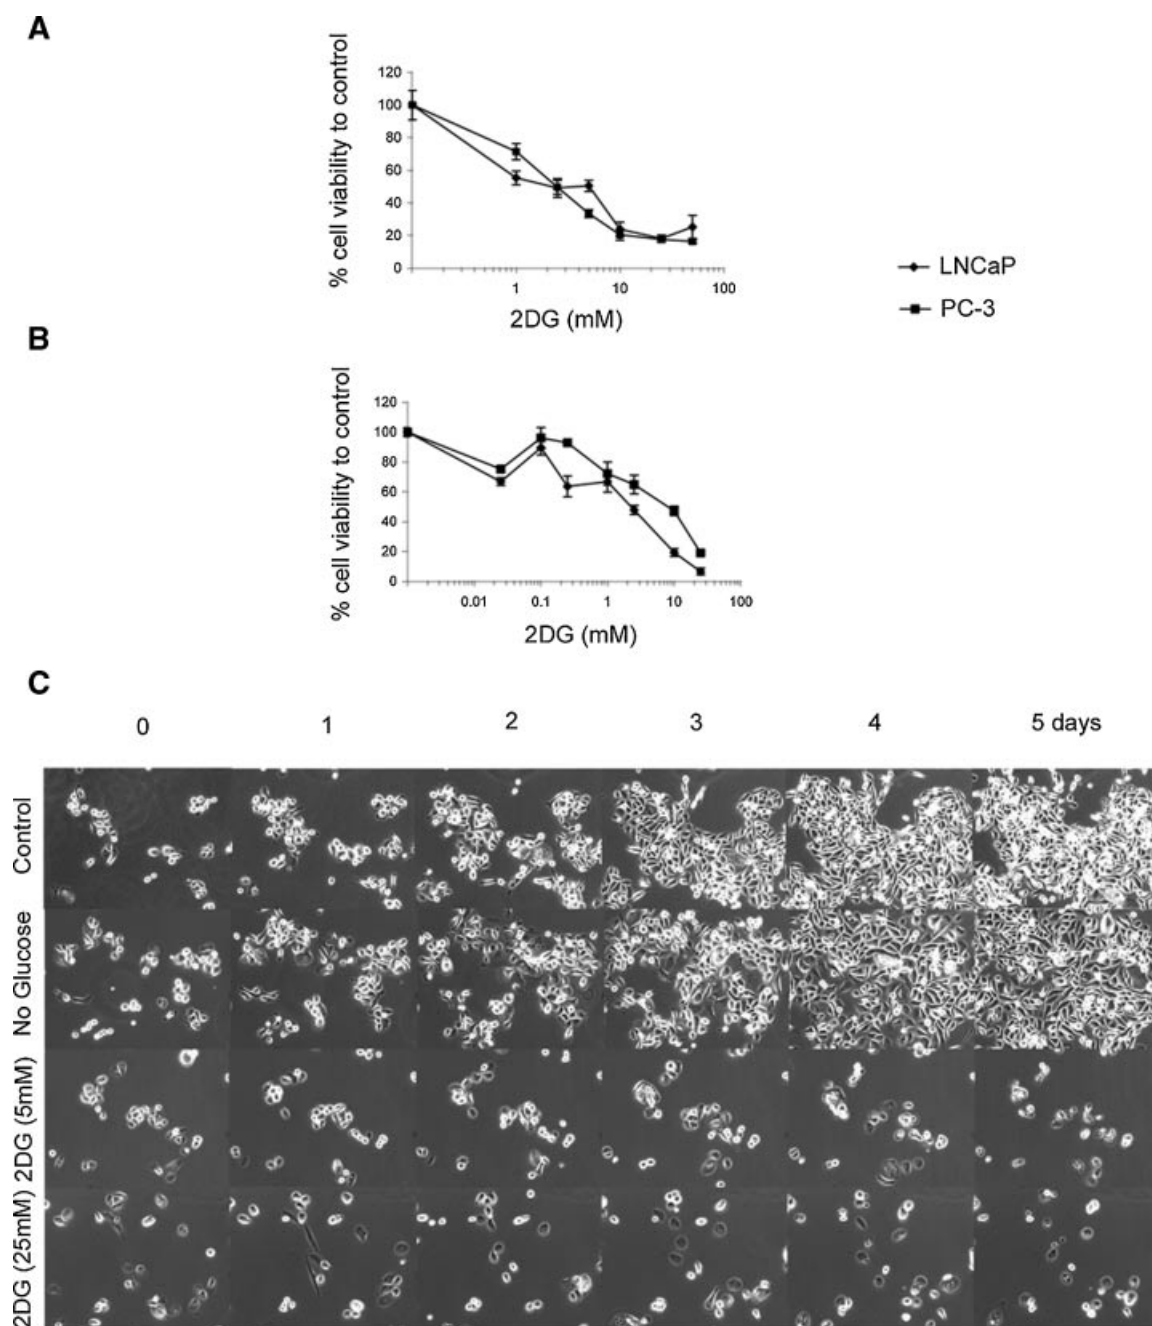 A
% cell viability to control
120
100
80
60
40
20
0
1 10 100
2DG (mM)
LNCaP
PC-3
B
% cell viability to control
120
100
80
60
40
20
0
0.01 0.1 1 10 100
2DG (mM)
C
0 1 2 3 4 5 days
Control
No Glucose
2DG (5mM)
2DG (25mM)